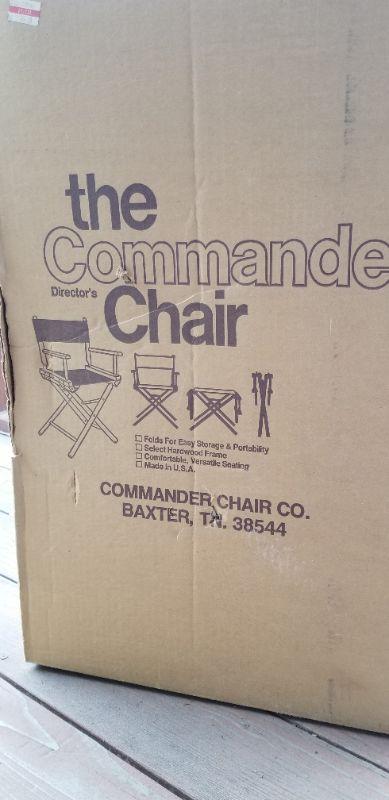 the
Commande
Director's
Chair
Folds For Easy Storage & Portability
Select Hardwood Frame
Comfortable, Versatile Seating
Made in U.S.A.
COMMANDER CHAIR CO.
BAXTER, TN. 38544